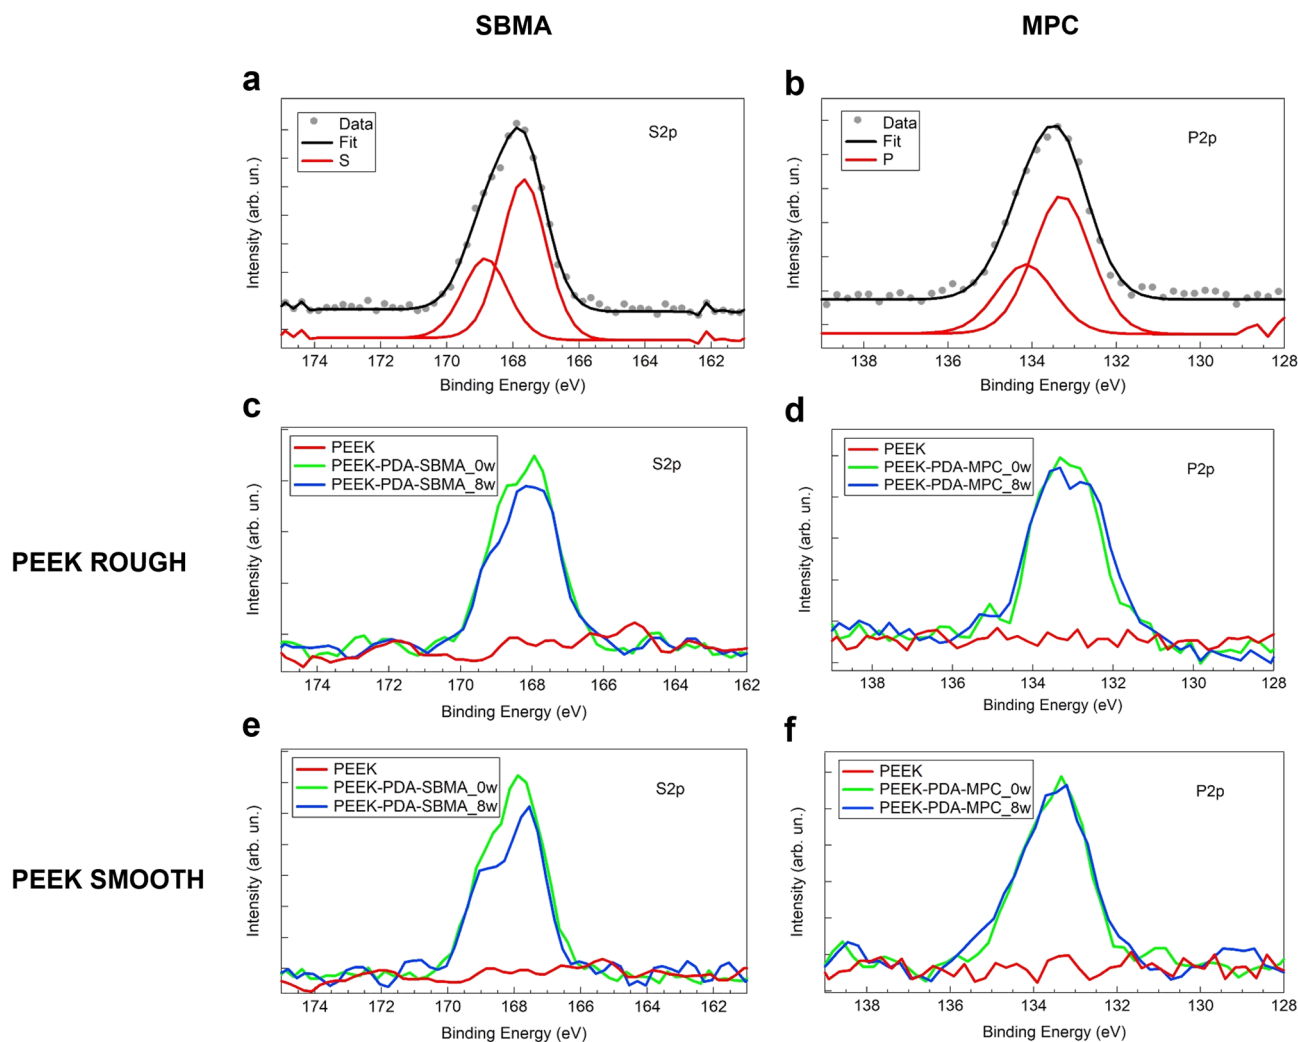 SBMA
MPC
a
Data
Fit
S
S2p
Intensity (arb. un.)
174 172 170 168 166 164 162
Binding Energy (eV)
b
Data
Fit
P
P2p
Intensity (arb. un.)
138 136 134 132 130 128
Binding Energy (eV)
PEEK ROUGH
c
PEEK
PEEK-PDA-SBMA_0w
PEEK-PDA-SBMA_8w
S2p
Intensity (arb. un.)
174 172 170 168 166 164 162
Binding Energy (eV)
d
PEEK
PEEK-PDA-MPC_0w
PEEK-PDA-MPC_8w
P2p
Intensity (arb. un.)
138 136 134 132 130 128
Binding Energy (eV)
PEEK SMOOTH
e
PEEK
PEEK-PDA-SBMA_0w
PEEK-PDA-SBMA_8w
S2p
Intensity (arb. un.)
174 172 170 168 166 164 162
Binding Energy (eV)
f
PEEK
PEEK-PDA-MPC_0w
PEEK-PDA-MPC_8w
P2p
Intensity (arb. un.)
138 136 134 132 130 128
Binding Energy (eV)